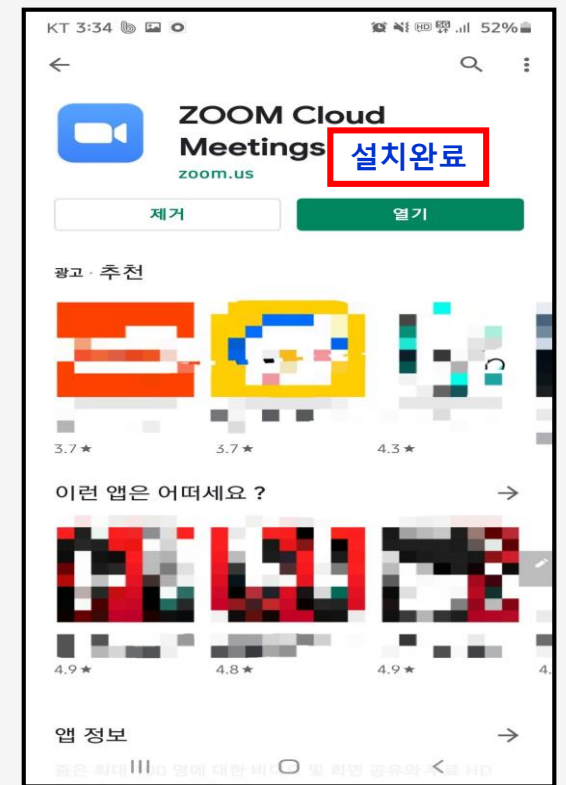 KT 3:34 52%
ZOOM Cloud
Meetings 설치완료
zoom.us
제거 열기
광고 · 추천
3.7★ 3.7★ 4.3★
이런 앱은 어떠세요 ?
4.9★ 4.8★ 4.9★ 4.
앱 정보